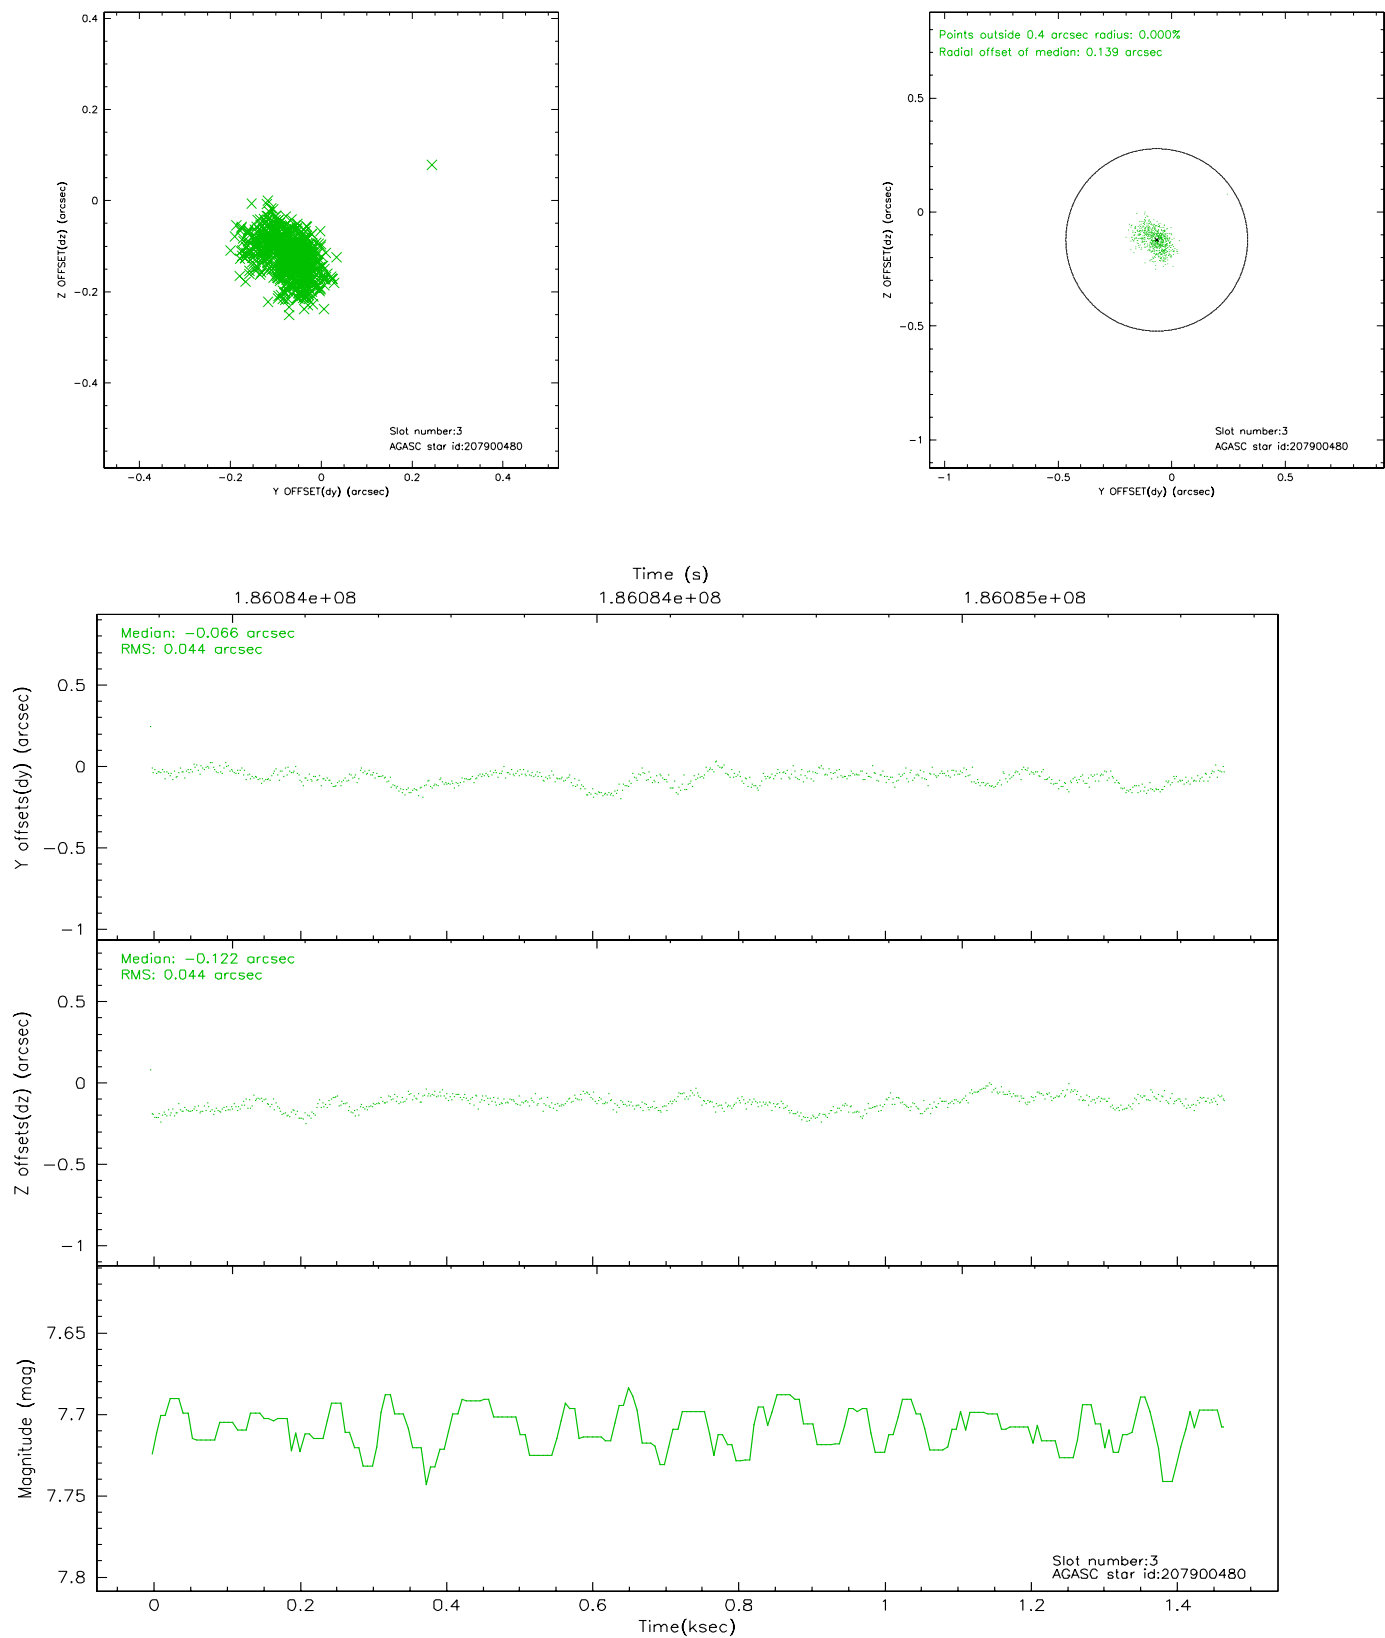 0.4
0.2
0
−0.2
−0.4
Z OFFSET(dz) (arcsec)
Slot number:3
AGASC star id:207900480
−0.4 −0.2 0 0.2 0.4
Y OFFSET(dy) (arcsec)
Points outside 0.4 arcsec radius: 0.000%
Radial offset of median: 0.139 arcsec
0.5
0
−0.5
−1
Z OFFSET(dz) (arcsec)
Slot number:3
AGASC star id:207900480
−1 −0.5 0 0.5
Y OFFSET(dy) (arcsec)
Time (s)
1.86084e+08 1.86084e+08 1.86085e+08
Median: −0.066 arcsec
RMS: 0.044 arcsec
0.5
0
−0.5
−1
Y offsets(dy) (arcsec)
Median: −0.122 arcsec
RMS: 0.044 arcsec
0.5
0
−0.5
−1
Z offsets(dz) (arcsec)
7.65
7.7
7.75
7.8
Magnitude (mag)
Slot number:3
AGASC star id:207900480
0 0.2 0.4 0.6 0.8 1 1.2 1.4
Time(ksec)